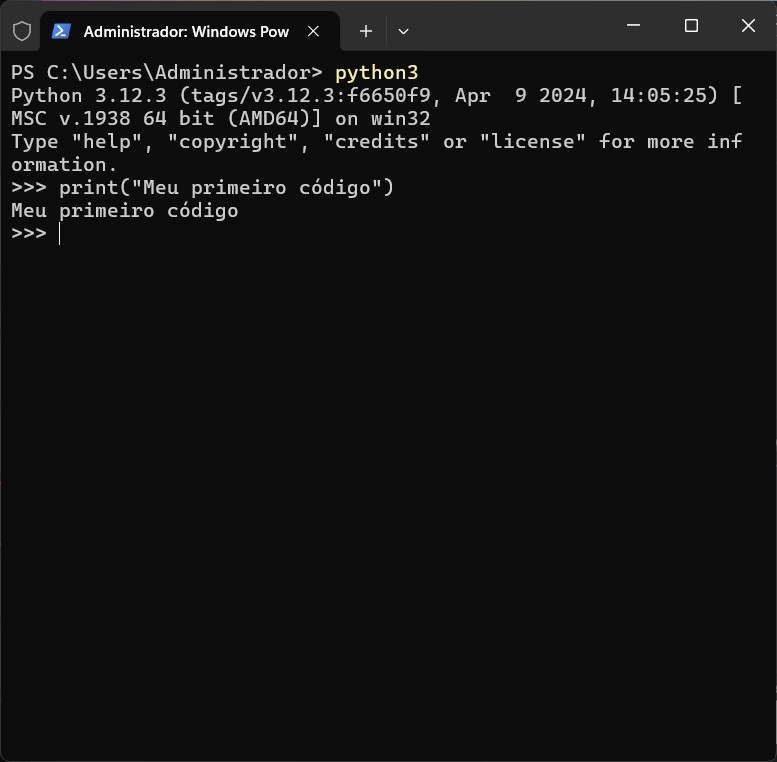 Administrador: Windows Pow
PS C:\Users\Administrador> python3
Python 3.12.3 (tags/v3.12.3:f6650f9, Apr  9 2024, 14:05:25) [
MSC v.1938 64 bit (AMD64)] on win32
Type "help", "copyright", "credits" or "license" for more inf
ormation.
>>> print("Meu primeiro código")
Meu primeiro código
>>>